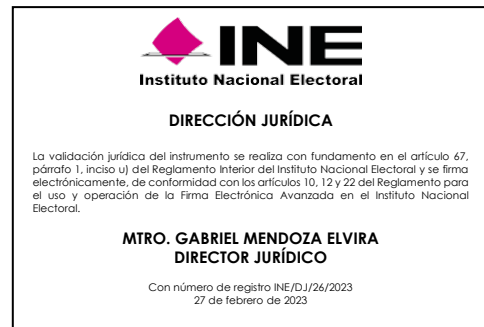 INE
Instituto Nacional Electoral
DIRECCIÓN JURÍDICA
La validación jurídica del instrumento se realiza con fundamento en el artículo 67,
párrafo 1, inciso u) del Reglamento Interior del Instituto Nacional Electoral y se firma
electrónicamente, de conformidad con los artículos 10, 12 y 22 del Reglamento para
el uso y operación de la Firma Electrónica Avanzada en el Instituto Nacional
Electoral.
MTRO. GABRIEL MENDOZA ELVIRA
DIRECTOR JURÍDICO
Con número de registro INE/DJ/26/2023
27 de febrero de 2023